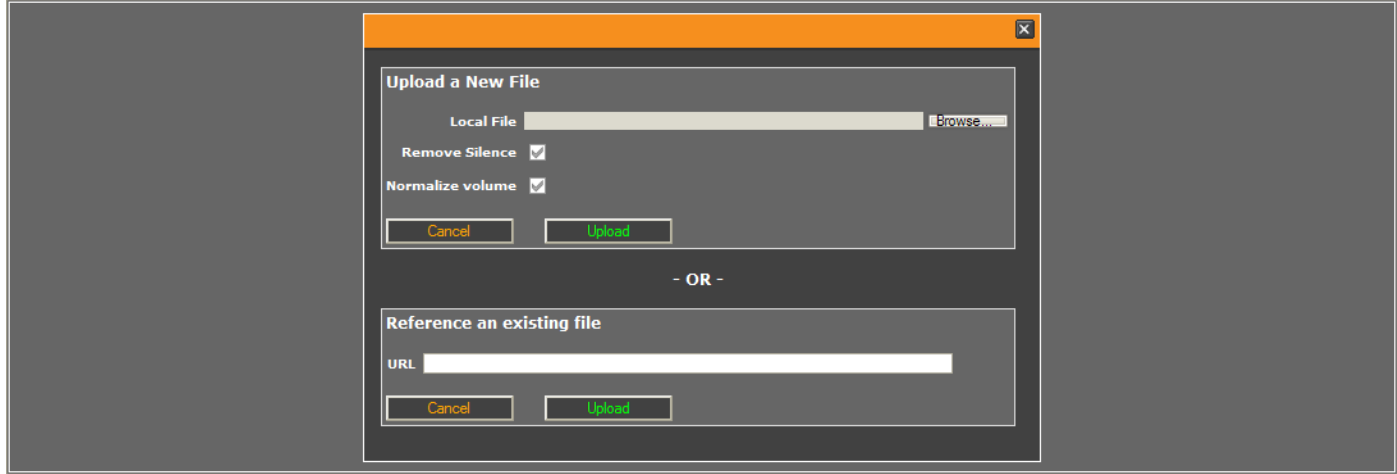 Upload a New File
Local File Browse...
Remove Silence
Normalize volume
Cancel Upload
- OR -
Reference an existing file
URL
Cancel Upload